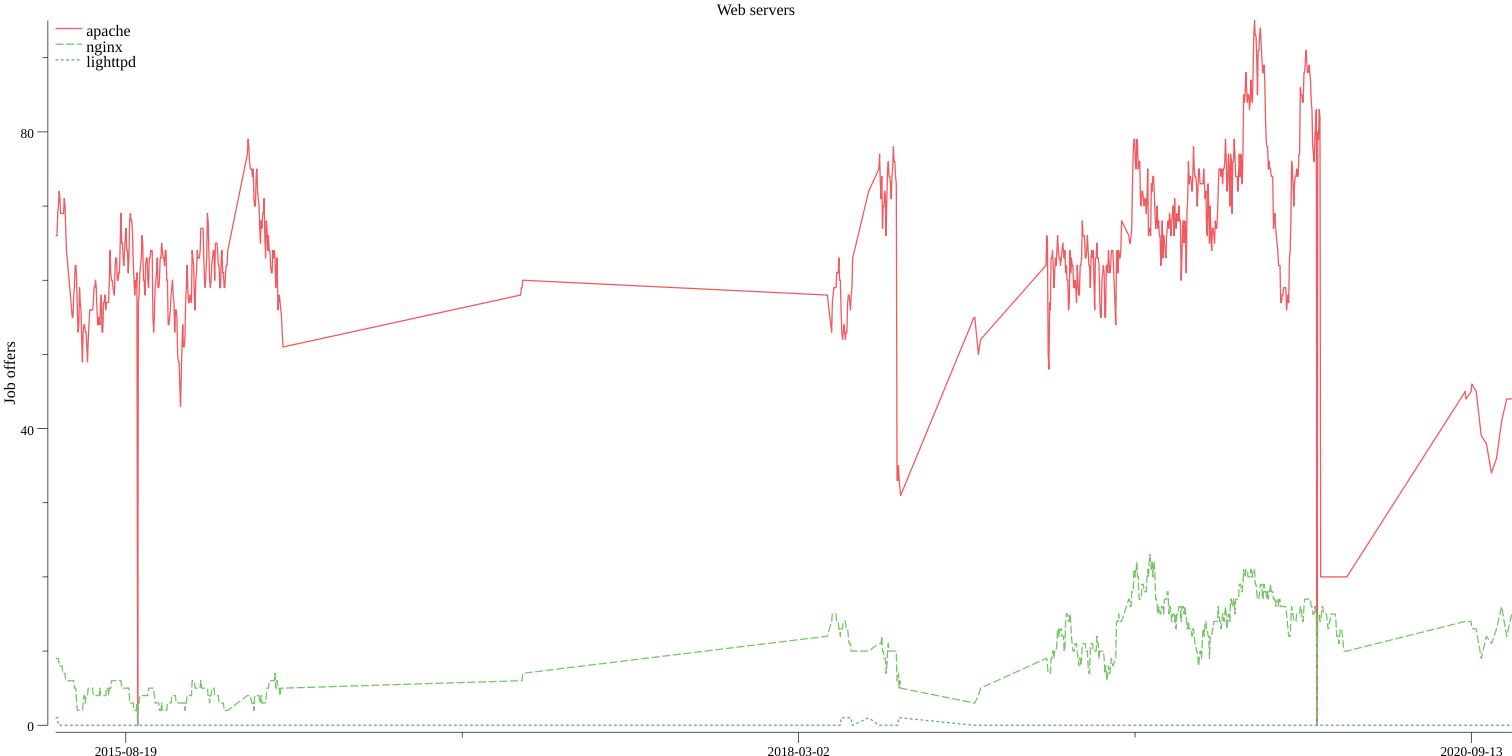 Web servers
apache
nginx
lighttpd
80
40
0
Job offers
2015-08-19
2018-03-02
2020-09-13